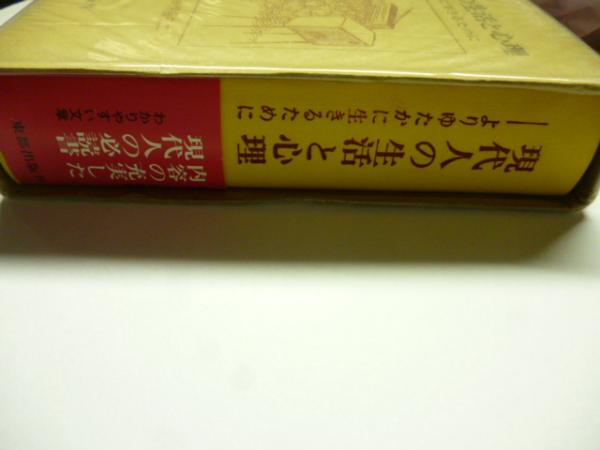 現代人の生活と心理
―よりゆたかに生きるために
内容の充実した
現代人の必読書
わかりやすい文章